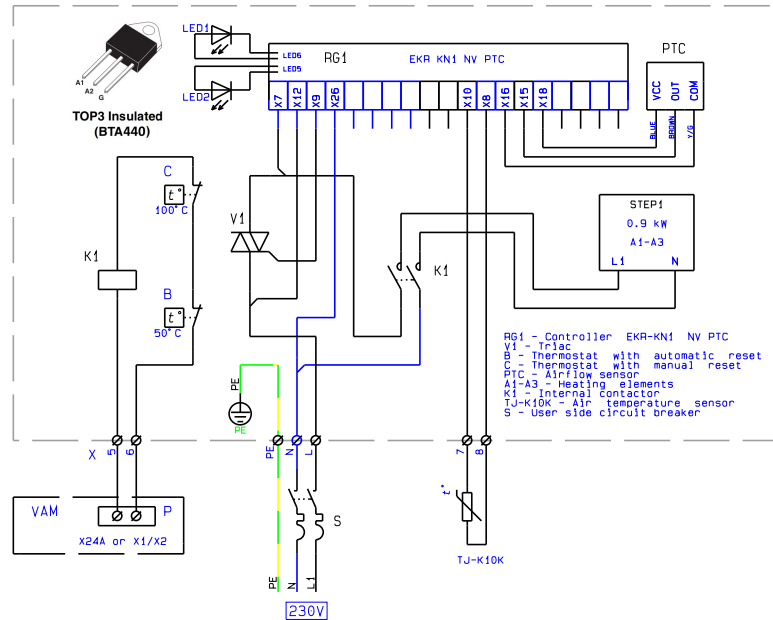 LED1
LED6
LED5
LED2
RG1
EKR KN1 NV PTC
X7
X12
X9
X26
X10
X8
X16
X15
X18
PTC
VCC
OUT
COM
BLUE
BROWN
Y/G
A1
A2
G
TOP3 Insulated
(BTA440)
C
t°
100°C
V1
K1
B
t°
50°C
K1
STEP1
0.9 kW
A1-A3
L1
N
RG1 - Controller EKR-KN1 NV PTC
V1 - Triac
B - Thermostat with automatic reset
C - Thermostat with manual reset
PTC - Airflow sensor
A1-A3 - Heating elements
K1 - Internal contactor
TJ-K10K - Air temperature sensor
S - User side circuit breaker
PE
PE
X
5
6
PE
N
L
7
8
VAM
P
X24A or X1/X2
S
t°
TJ-K10K
PE
N
L1
230V